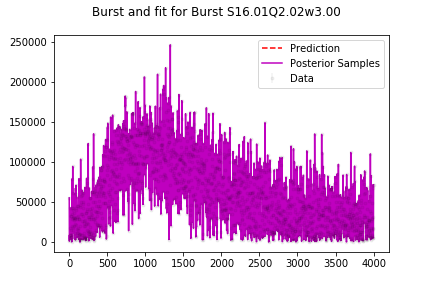 Burst and fit for Burst S16.01Q2.02w3.00
250000
200000
150000
100000
50000
0
Prediction
Posterior Samples
Data
0 500 1000 1500 2000 2500 3000 3500 4000